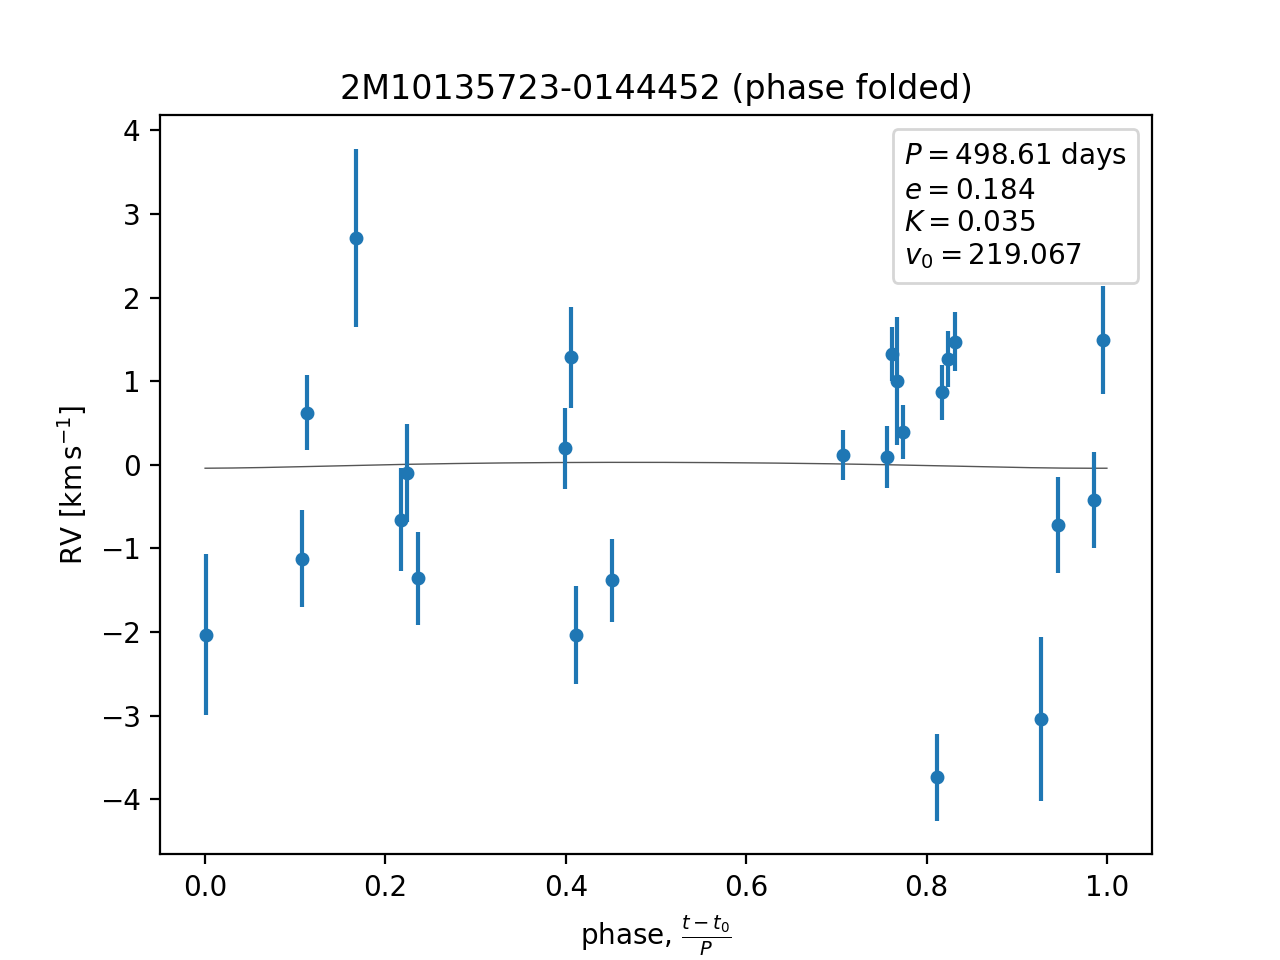 2M10135723-0144452 (phase folded)
P = 498.61 days
e = 0.184
K = 0.035
v₀ = 219.067
4
3
2
1
0
−1
−2
−3
−4
RV [km s⁻¹]
0.0 0.2 0.4 0.6 0.8 1.0
phase, (t − t₀)/P